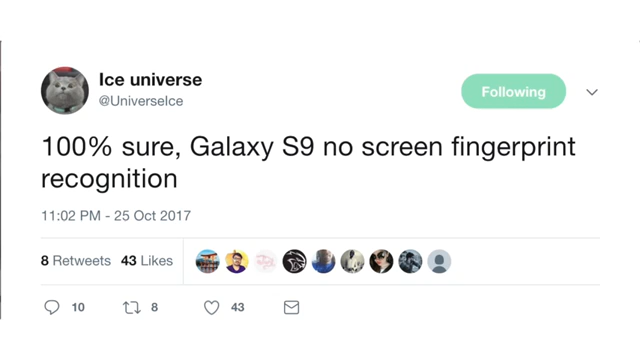 Ice universe
@UniverseIce
Following
100% sure, Galaxy S9 no screen fingerprint
recognition
11:02 PM - 25 Oct 2017
8 Retweets 43 Likes
10 8 43